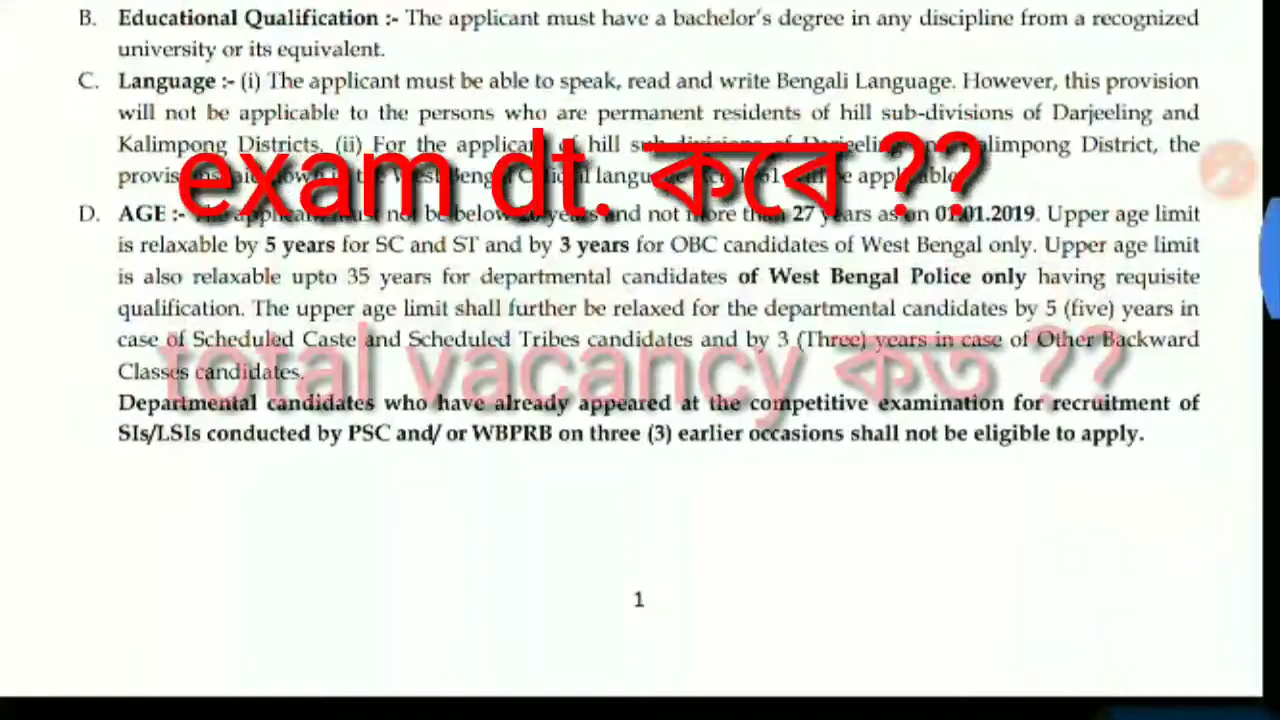 B. Educational Qualification :- The applicant must have a bachelor's degree in any discipline from a recognized
university or its equivalent.
C. Language :- (i) The applicant must be able to speak, read and write Bengali Language. However, this provision
will not be applicable to the persons who are permanent residents of hill sub-divisions of Darjeeling and
Kalimpong Districts. (ii) For the applicant of hill of Kalimpong District, the
exam dt. কবে ??
D. AGE :- The applicant must not be below years and not more than 27 years as on 01.01.2019. Upper age limit
is relaxable by 5 years for SC and ST and by 3 years for OBC candidates of West Bengal only. Upper age limit
is also relaxable upto 35 years for departmental candidates of West Bengal Police only having requisite
qualification. The upper age limit shall further be relaxed for the departmental candidates by 5 (five) years in
case of Scheduled Caste and Scheduled Tribes candidates and by 3 (Three) years in case of Other Backward
total vacancy কত ??
Classes candidates.
Departmental candidates who have already appeared at the competitive examination for recruitment of
SIs/LSIs conducted by PSC and/ or WBPRB on three (3) earlier occasions shall not be eligible to apply.
1